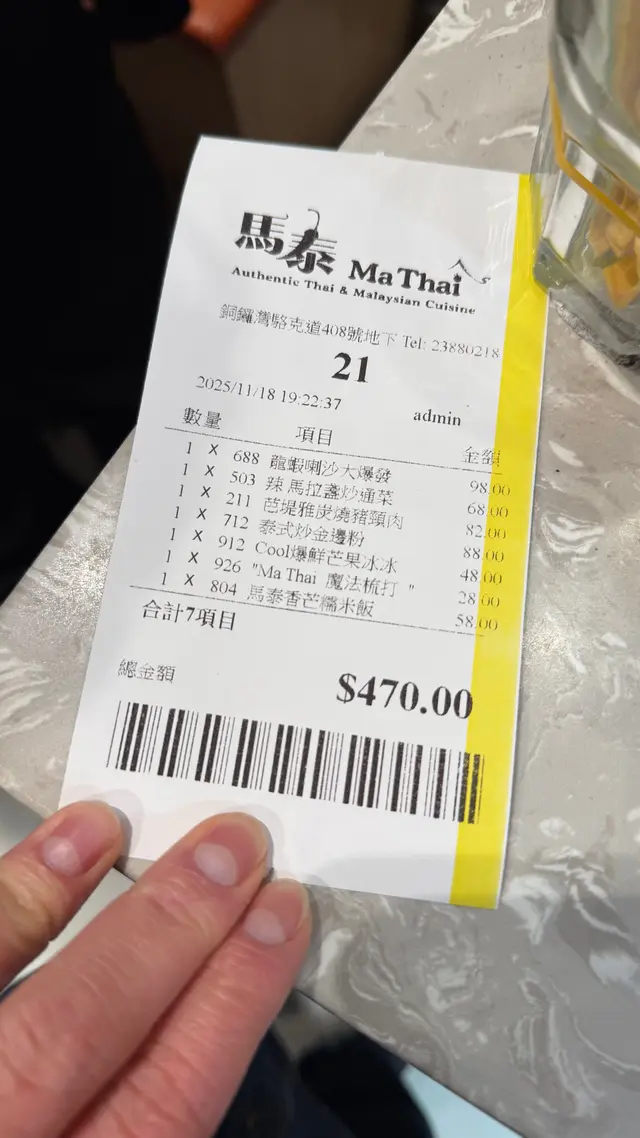 馬泰 Ma Thai
Authentic Thai & Malaysian Cuisine
銅鑼灣駱克道408號地下 Tel: 23880218
21
2025/11/18 19:22:37 admin
數量 項目 金額
1 X 688 龍蝦喇沙大爆發 98.00
1 X 503 辣馬拉盞炒通菜 68.00
1 X 211 芭堤雅炭燒豬頸肉 82.00
1 X 712 泰式炒金邊粉 88.00
1 X 912 Cool爆鮮芒果冰冰 48.00
1 X 926 "Ma Thai 魔法梳打 " 28.00
1 X 804 馬泰香芒糯米飯 58.00
合計7項目
總金額 $470.00